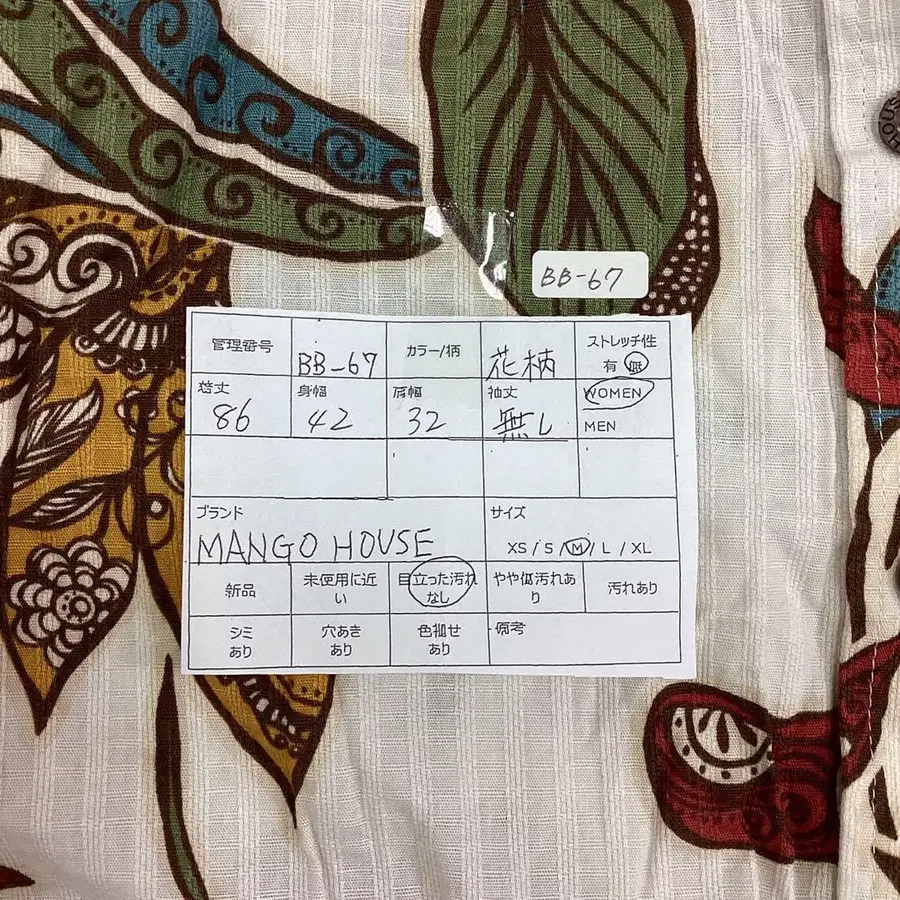 HOUS
BB-67
管理番号 BB-67 カラー/柄 花柄 ストレッチ性
有 無
着丈 身幅 肩幅 袖丈 WOMEN
86 42 32 無し MEN
ブランド サイズ
MANGO HOUSE XS / S / M / L / XL
新品 未使用に近い 目立った汚れなし やや傷汚れあり 汚れあり
シミあり 穴あきあり 色褪せあり 備考